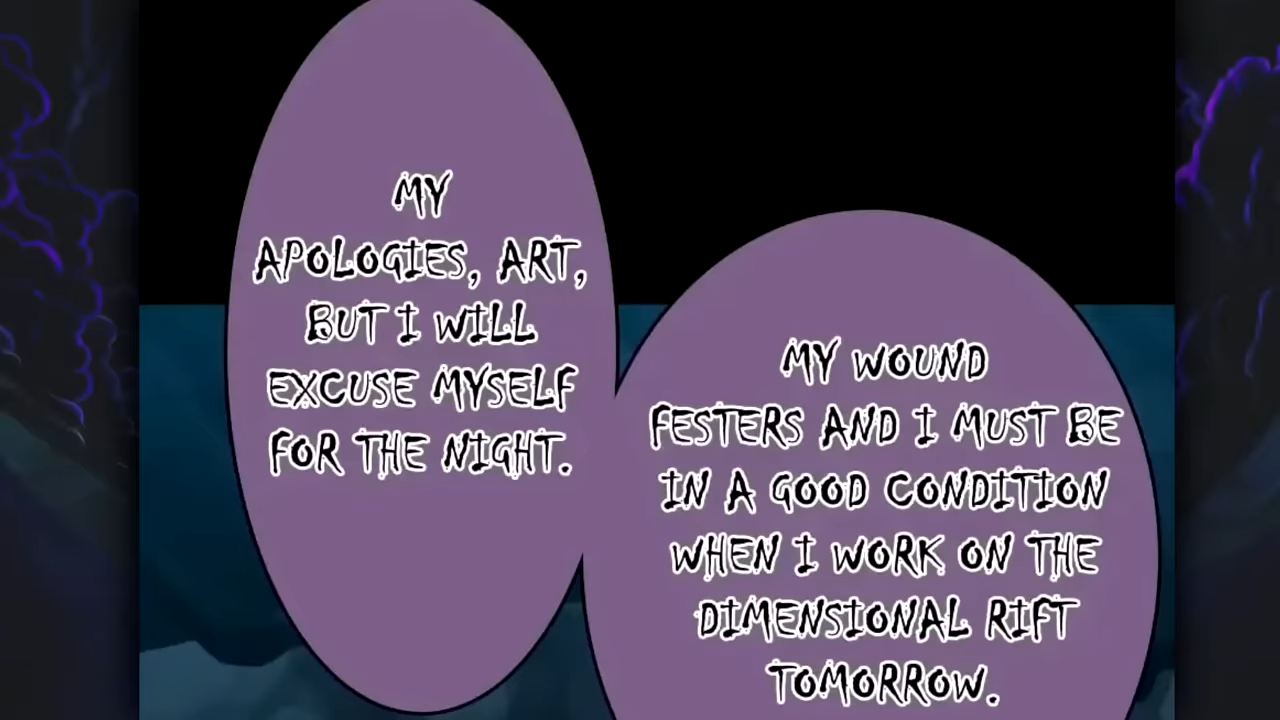 MY
APOLOGIES, ART,
BUT I WILL
EXCUSE MYSELF
FOR THE NIGHT.
MY WOUND
FESTERS AND I MUST BE
IN A GOOD CONDITION
WHEN I WORK ON THE
DIMENSIONAL RIFT
TOMORROW.